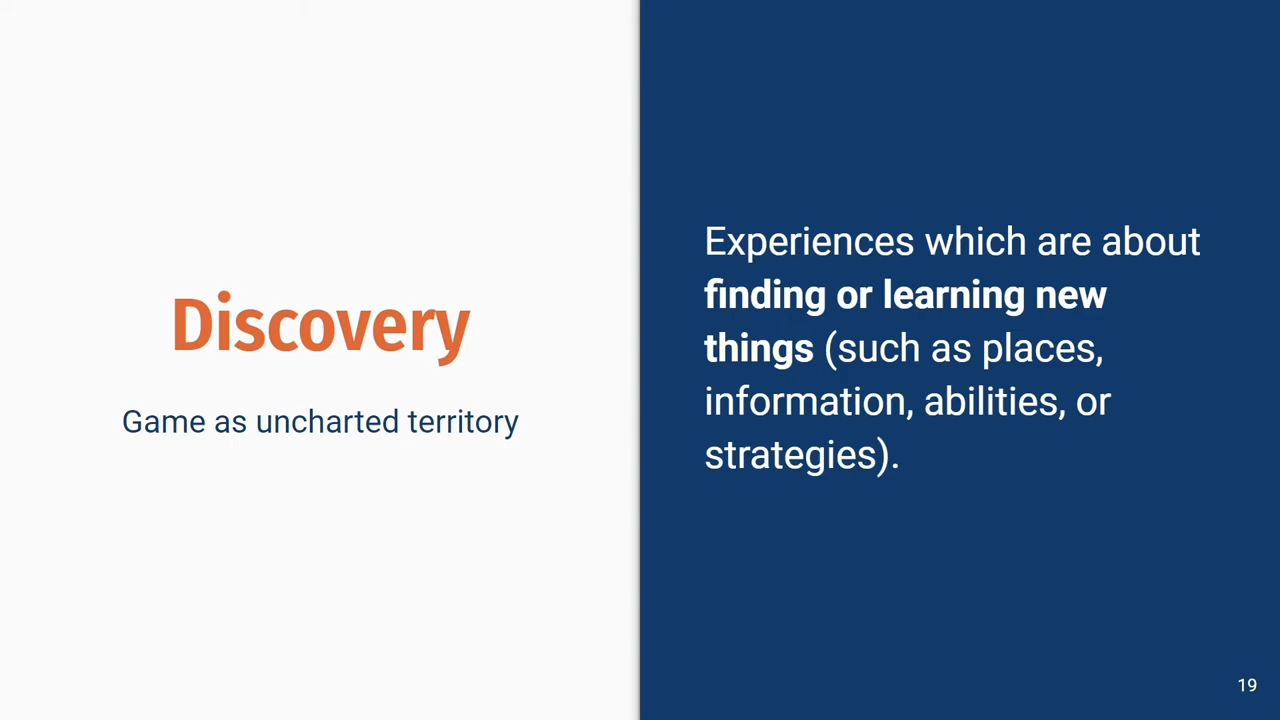 Discovery
Game as uncharted territory
Experiences which are about
finding or learning new
things (such as places,
information, abilities, or
strategies).
19